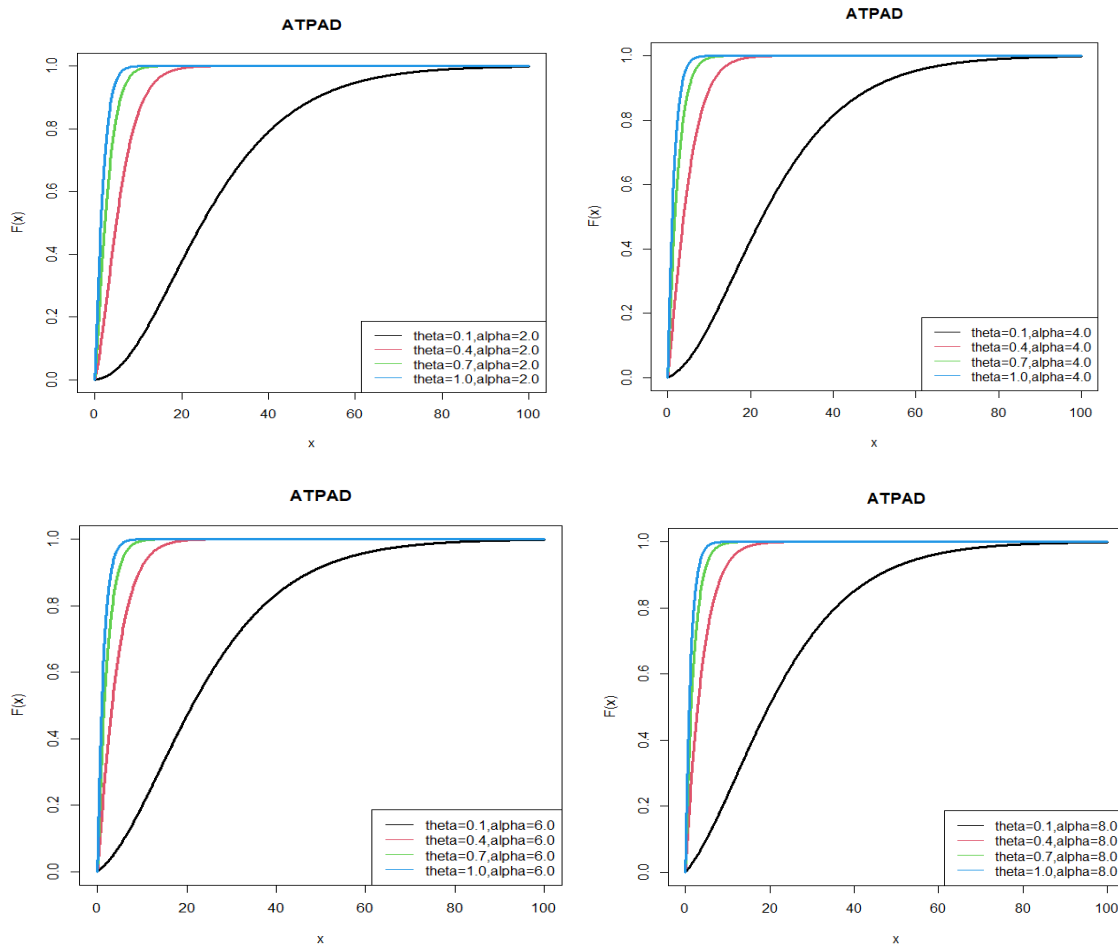 ATPAD
F(x)
0.0 0.2 0.4 0.6 0.8 1.0
theta=0.1,alpha=2.0
theta=0.4,alpha=2.0
theta=0.7,alpha=2.0
theta=1.0,alpha=2.0
0 20 40 60 80 100
x
ATPAD
F(x)
0.0 0.2 0.4 0.6 0.8 1.0
theta=0.1,alpha=4.0
theta=0.4,alpha=4.0
theta=0.7,alpha=4.0
theta=1.0,alpha=4.0
0 20 40 60 80 100
x
ATPAD
F(x)
0.0 0.2 0.4 0.6 0.8 1.0
theta=0.1,alpha=6.0
theta=0.4,alpha=6.0
theta=0.7,alpha=6.0
theta=1.0,alpha=6.0
0 20 40 60 80 100
x
ATPAD
F(x)
0.0 0.2 0.4 0.6 0.8 1.0
theta=0.1,alpha=8.0
theta=0.4,alpha=8.0
theta=0.7,alpha=8.0
theta=1.0,alpha=8.0
0 20 40 60 80 100
x